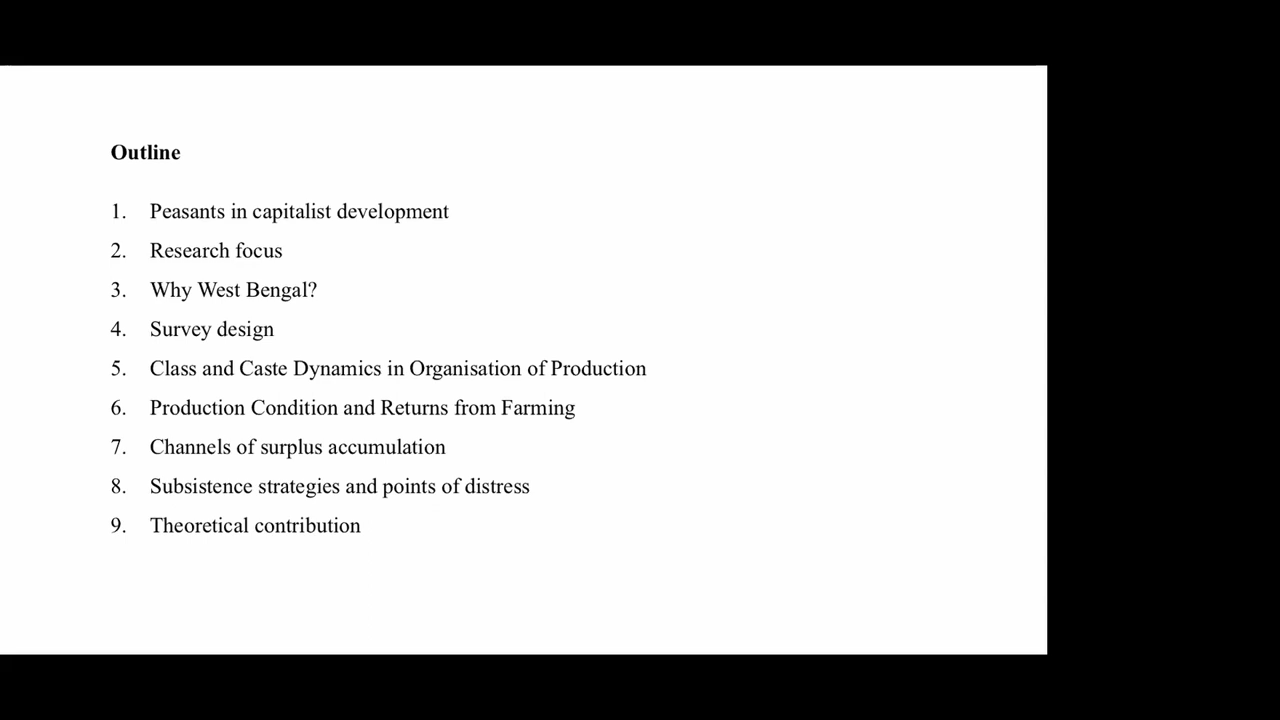 Outline
1. Peasants in capitalist development
2. Research focus
3. Why West Bengal?
4. Survey design
5. Class and Caste Dynamics in Organisation of Production
6. Production Condition and Returns from Farming
7. Channels of surplus accumulation
8. Subsistence strategies and points of distress
9. Theoretical contribution